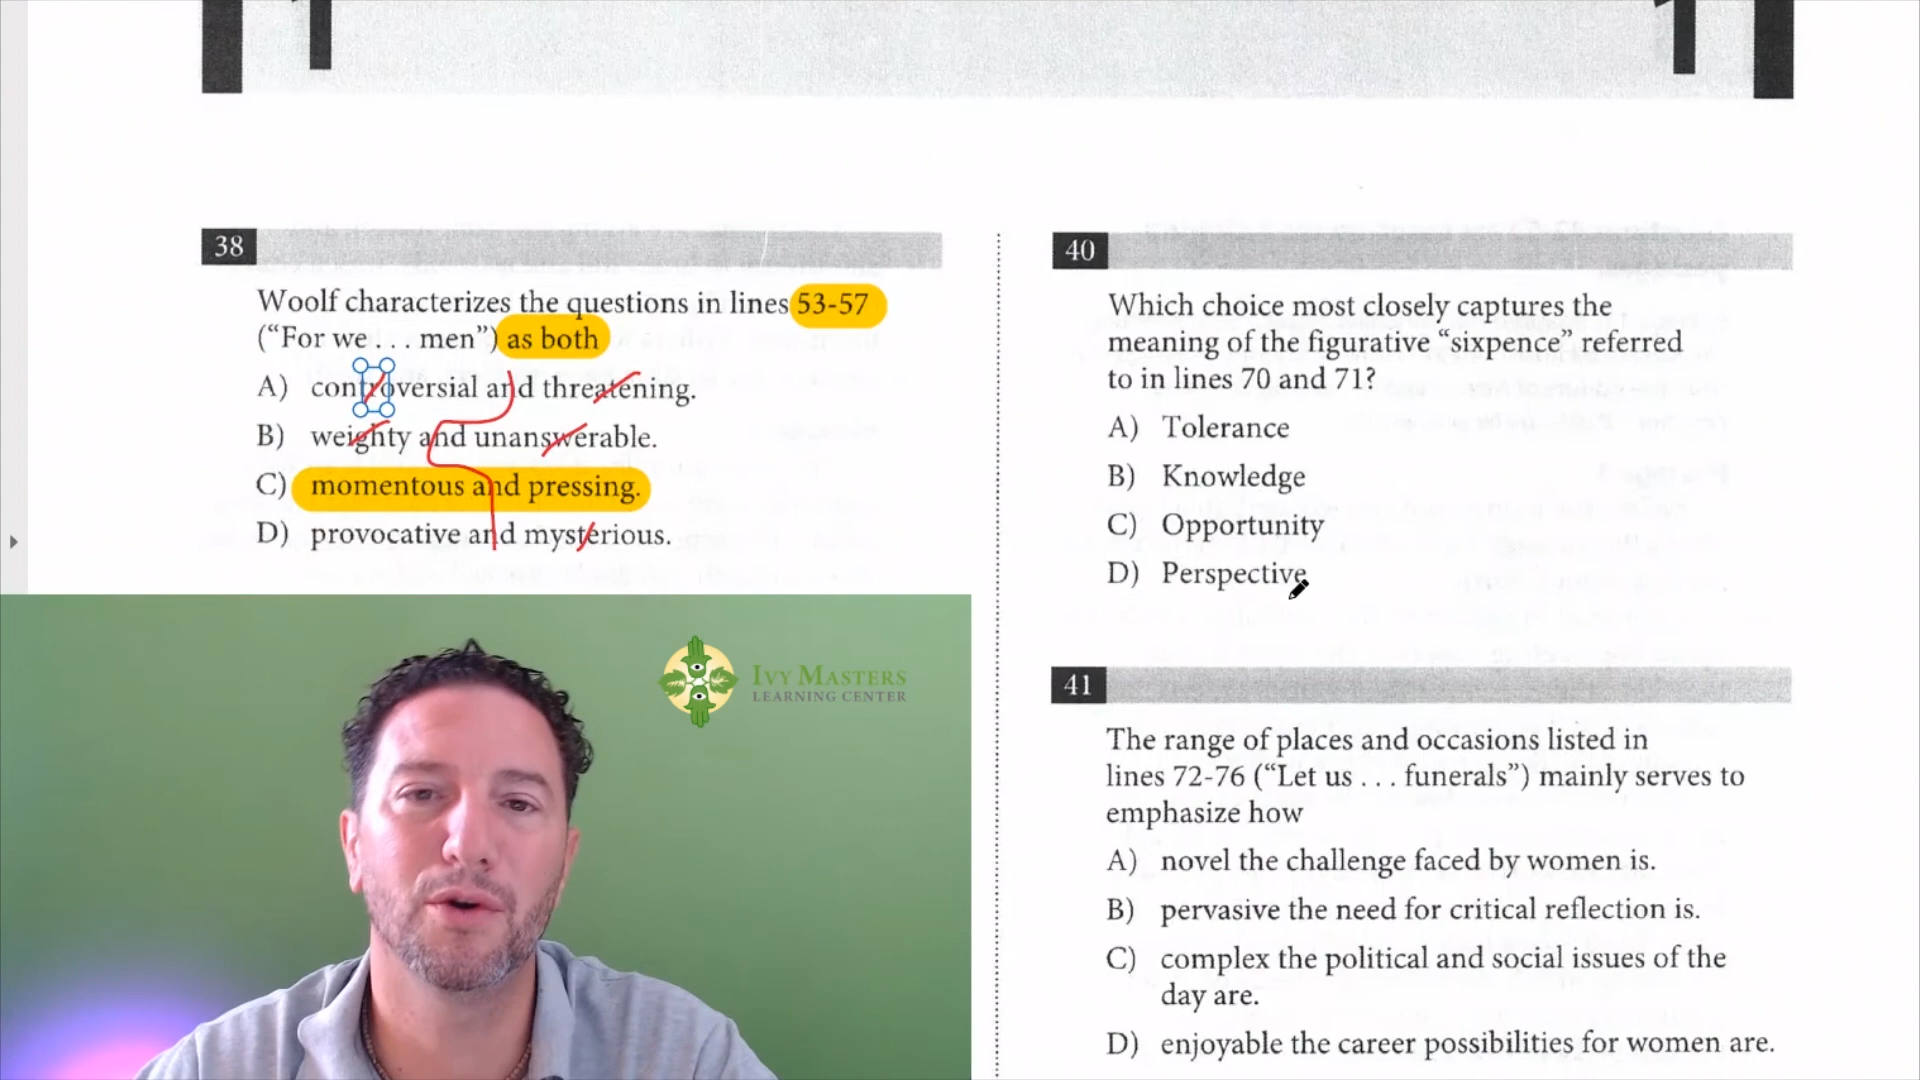 1
1
38
Woolf characterizes the questions in lines 53-57
(“For we . . . men”) as both
A) controversial and threatening.
B) weighty and unanswerable.
C) momentous and pressing.
D) provocative and mysterious.
IVY MASTERS
LEARNING CENTER
40
Which choice most closely captures the
meaning of the figurative “sixpence” referred
to in lines 70 and 71?
A) Tolerance
B) Knowledge
C) Opportunity
D) Perspective
41
The range of places and occasions listed in
lines 72-76 (“Let us . . . funerals”) mainly serves to
emphasize how
A) novel the challenge faced by women is.
B) pervasive the need for critical reflection is.
C) complex the political and social issues of the
day are.
D) enjoyable the career possibilities for women are.